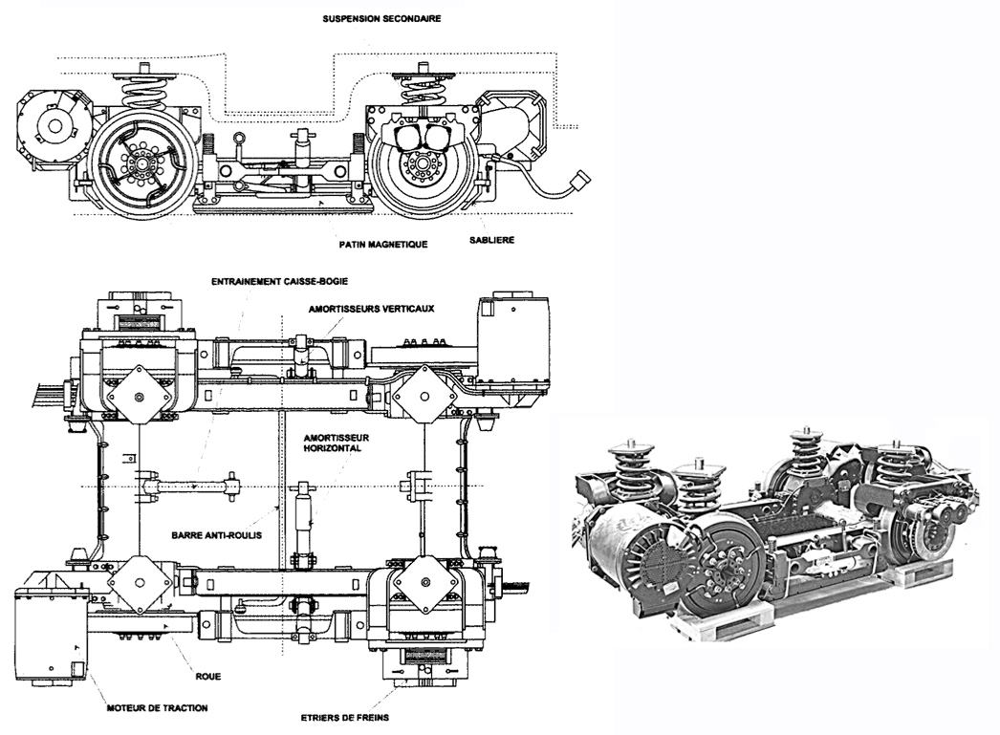 SUSPENSION SECONDAIRE
SABLIERE
PATIN MAGNETIQUE
ENTRAINEMENT CAISSE-BOGIE
AMORTISSEURS VERTICAUX
AMORTISSEUR
HORIZONTAL
BARRE ANTI-ROULIS
ROUE
MOTEUR DE TRACTION
ETRIERS DE FREINS